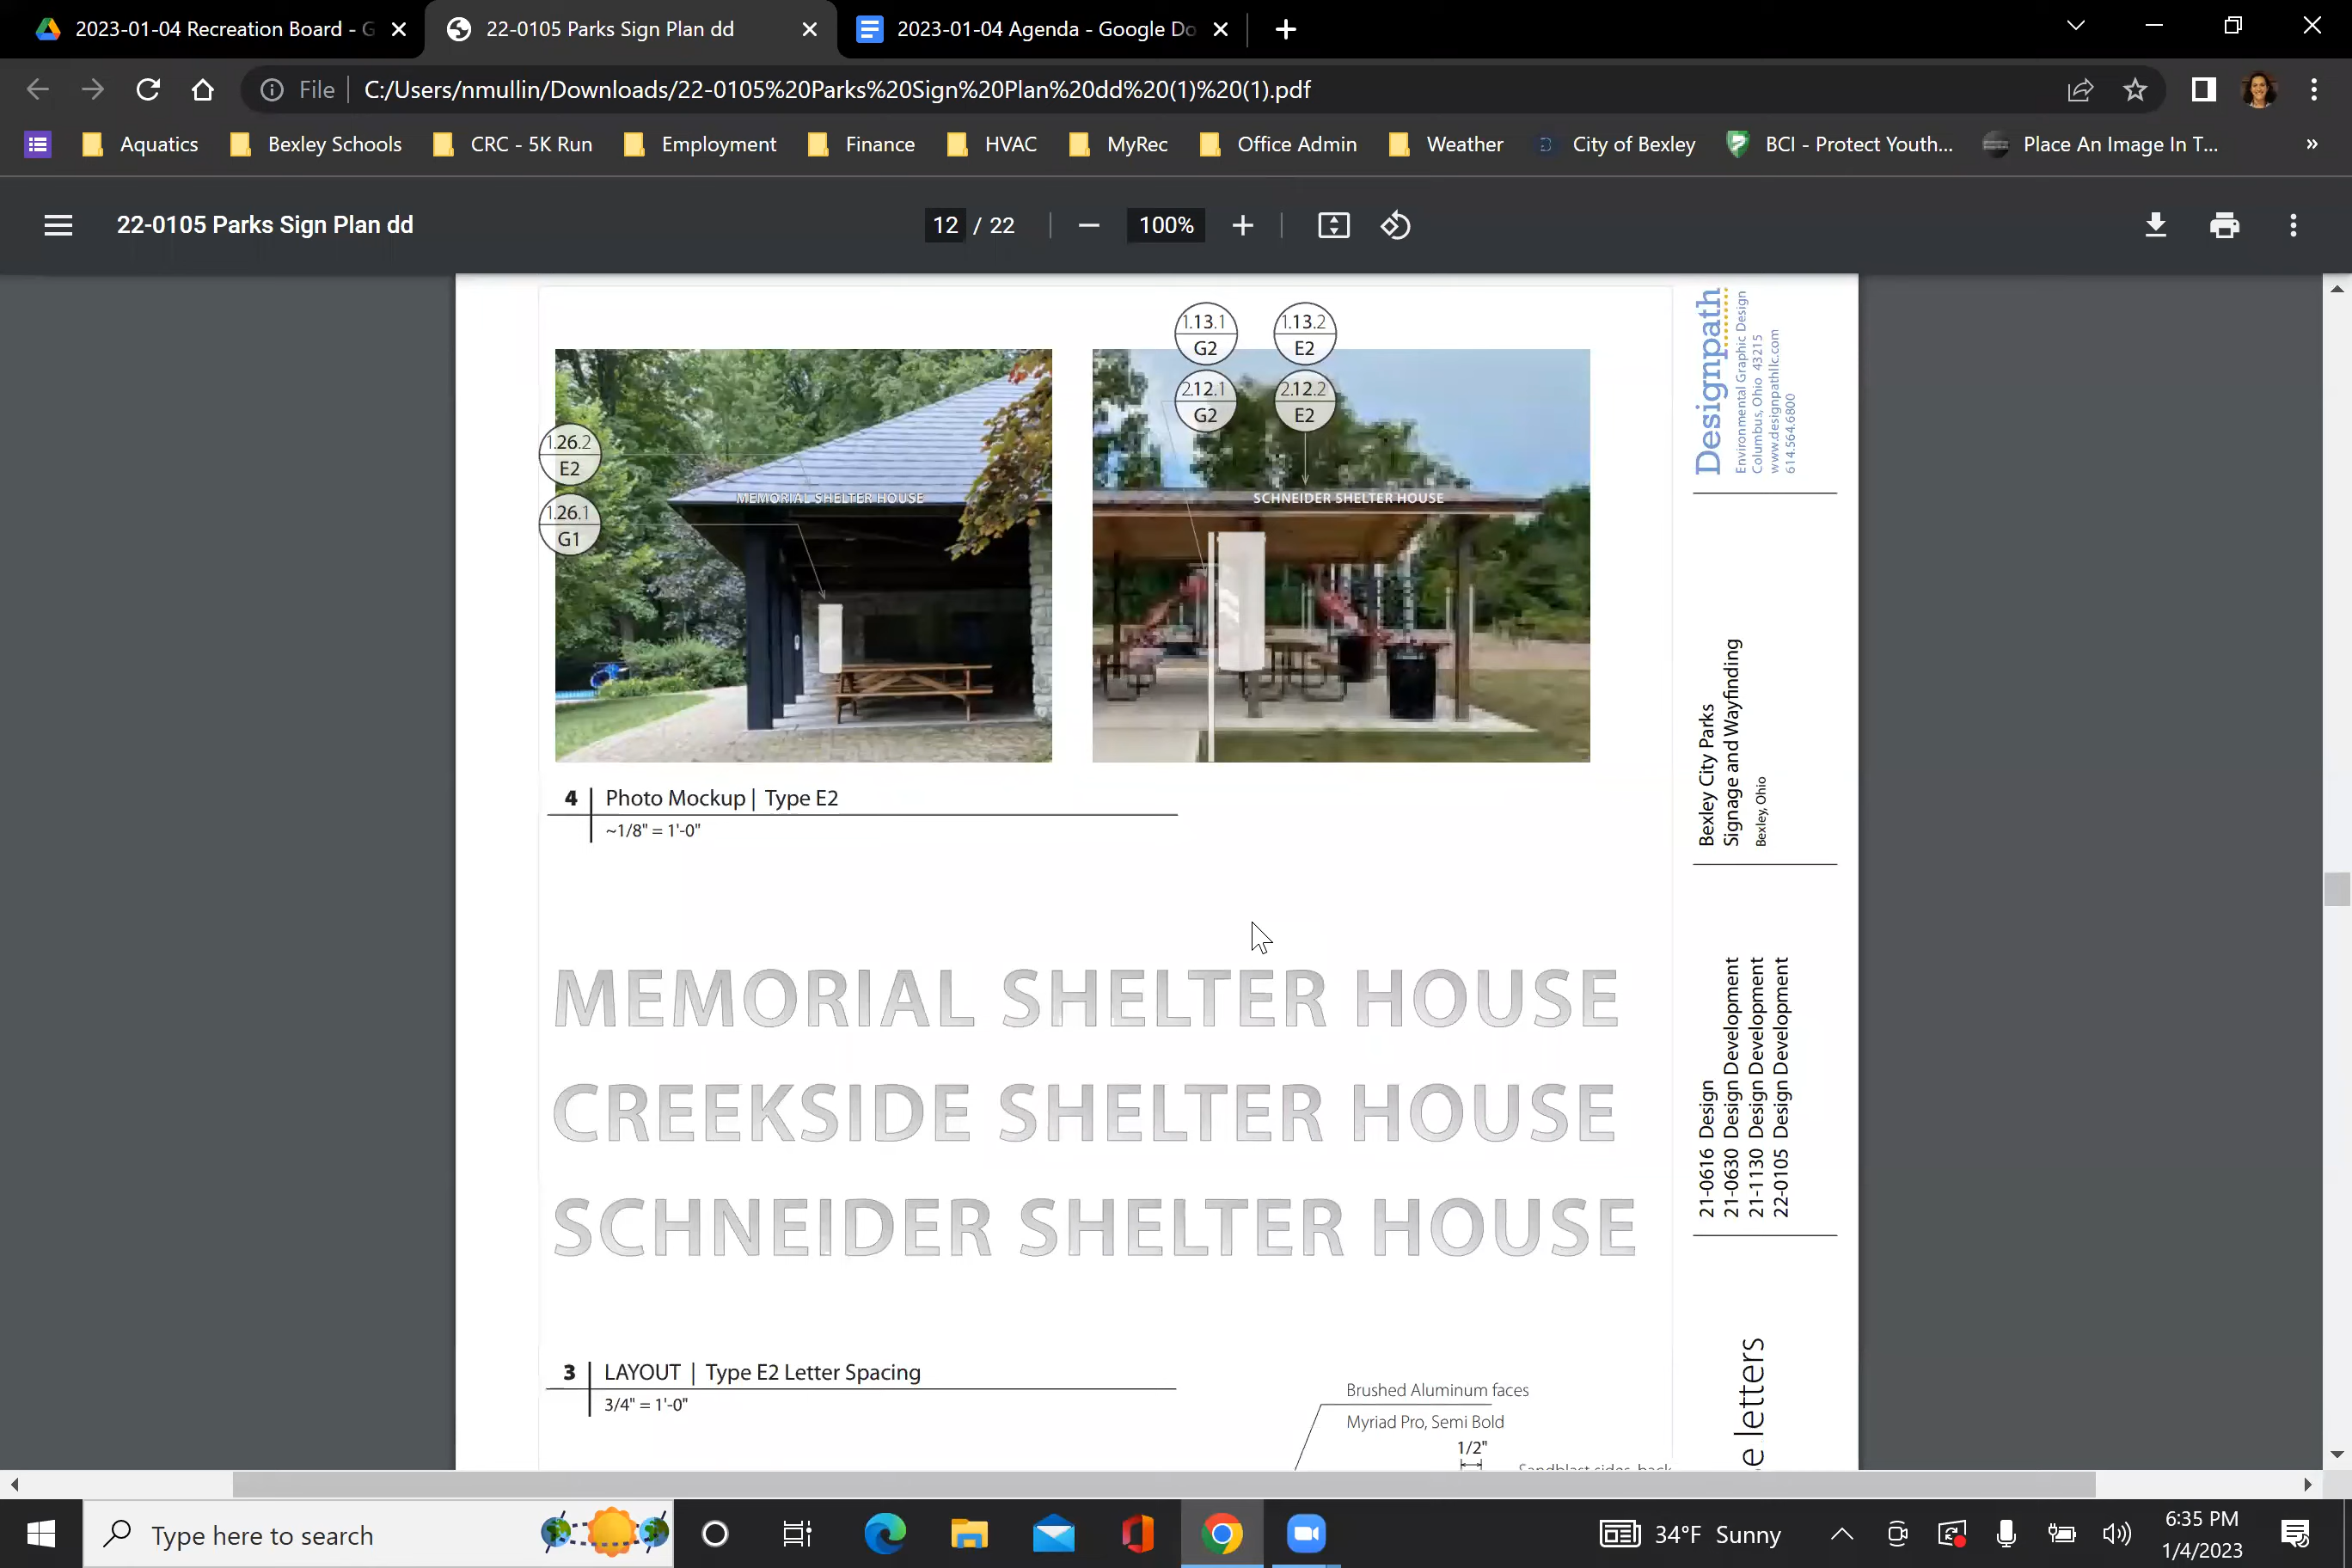 2023-01-04 Recreation Board - G
22-0105 Parks Sign Plan dd
2023-01-04 Agenda - Google Do
File
C:/Users/nmullin/Downloads/22-0105%20Parks%20Sign%20Plan%20dd%20(1)%20(1).pdf
Aquatics
Bexley Schools
CRC - 5K Run
Employment
Finance
HVAC
MyRec
Office Admin
Weather
City of Bexley
BCI - Protect Youth...
Place An Image In T...
22-0105 Parks Sign Plan dd
12 / 22
100%
1.13.1
G2
1.13.2
E2
2.12.1
G2
2.12.2
E2
1.26.2
E2
1.26.1
G1
MEMORIAL SHELTER HOUSE
SCHNEIDER SHELTER HOUSE
4 Photo Mockup | Type E2
~1/8" = 1'-0"
MEMORIAL SHELTER HOUSE
CREEKSIDE SHELTER HOUSE
SCHNEIDER SHELTER HOUSE
3 LAYOUT | Type E2 Letter Spacing
3/4" = 1'-0"
Brushed Aluminum faces
Myriad Pro, Semi Bold
1/2"
Sandblast sides, back
Designpath
Environmental Graphic Design
Columbus, Ohio 43215
www.designpathllc.com
614.564.6800
Bexley City Parks
Signage and Wayfinding
Bexley, Ohio
21-0616 Design
21-0630 Design Development
21-1130 Design Development
22-0105 Design Development
e letters
Type here to search
34°F Sunny
6:35 PM
1/4/2023